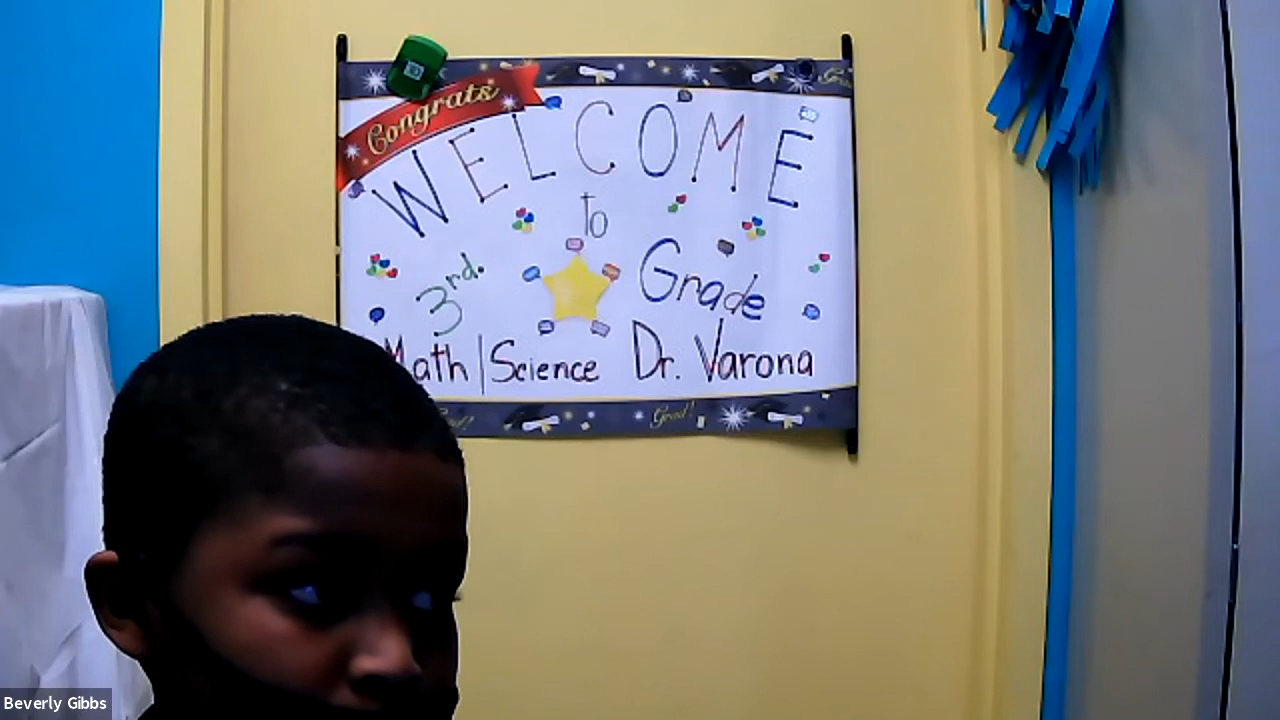 Congrats
WELCOME
to
3rd. Grade
Math | Science Dr. Varona
Grad!
Beverly Gibbs